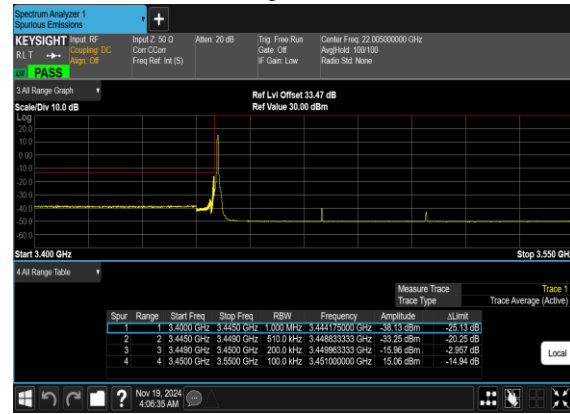 Spectrum Analyzer 1
Spurious Emissions
KEYSIGHT Input: RF
RLT
Coupling: DC
Align: Off
Input Z: 50 Ω
Corr CCorr
Freq Ref: Int (S)
Atten: 20 dB
Trig: Free Run
Gate: Off
IF Gain: Low
Center Freq: 22.005000000 GHz
Avg|Hold: 100/100
Radio Std: None
PASS
3 All Range Graph
Ref Lvl Offset 33.47 dB
Scale/Div 10.0 dB
Ref Value 30.00 dBm
Log
20.0
10.0
0.00
-10.0
-20.0
-30.0
-40.0
-50.0
-60.0
Start 3.400 GHz
Stop 3.550 GH
4 All Range Table
Measure Trace Trace 1
Trace Type Trace Average (Active)
Spur Range Start Freq Stop Freq RBW Frequency Amplitude ΔLimit
1 1 3.4000 GHz 3.4450 GHz 1.000 MHz 3.444175000 GHz -38.13 dBm -25.13 dB
2 2 3.4450 GHz 3.4490 GHz 510.0 kHz 3.448833333 GHz -33.25 dBm -20.25 dB
3 3 3.4490 GHz 3.4500 GHz 200.0 kHz 3.449963333 GHz -15.96 dBm -2.957 dB
4 4 3.4500 GHz 3.5500 GHz 100.0 kHz 3.451000000 GHz 15.06 dBm -14.94 dB
Local
Nov 19, 2024
4:06:35 AM